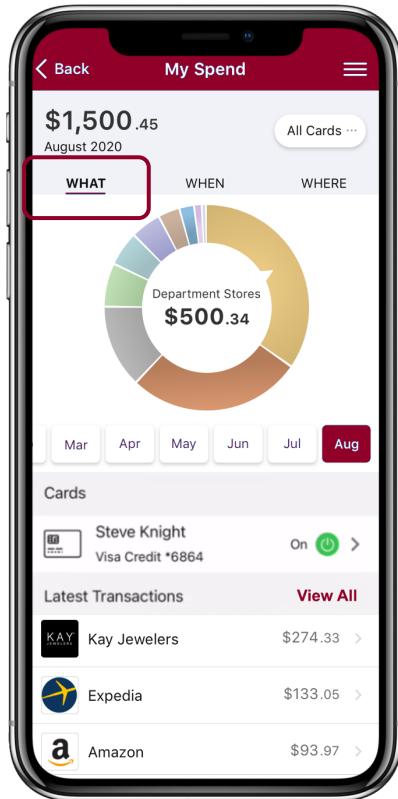 Back
My Spend
$1,500.45
August 2020
All Cards ...
WHAT
WHEN
WHERE
Department Stores
$500.34
Mar
Apr
May
Jun
Jul
Aug
Cards
Steve Knight
On
Visa Credit *6864
Latest Transactions
View All
KAY
JEWELERS
Kay Jewelers
$274.33
Expedia
$133.05
a
Amazon
$93.97